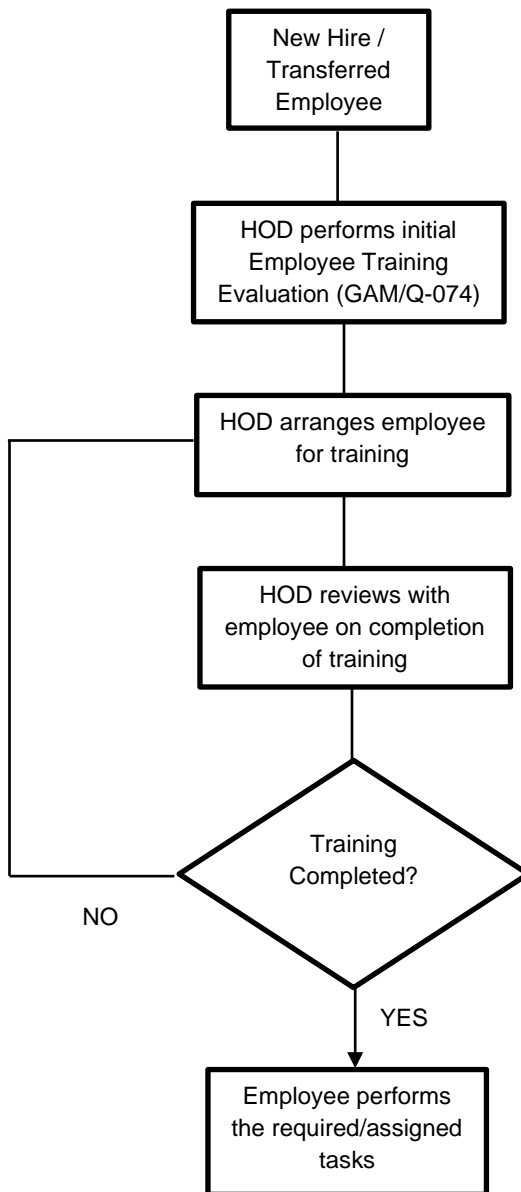 New Hire /
Transferred
Employee
HOD performs initial
Employee Training
Evaluation (GAM/Q-074)
HOD arranges employee
for training
HOD reviews with
employee on completion
of training
Training
Completed?
NO
YES
Employee performs
the required/assigned
tasks